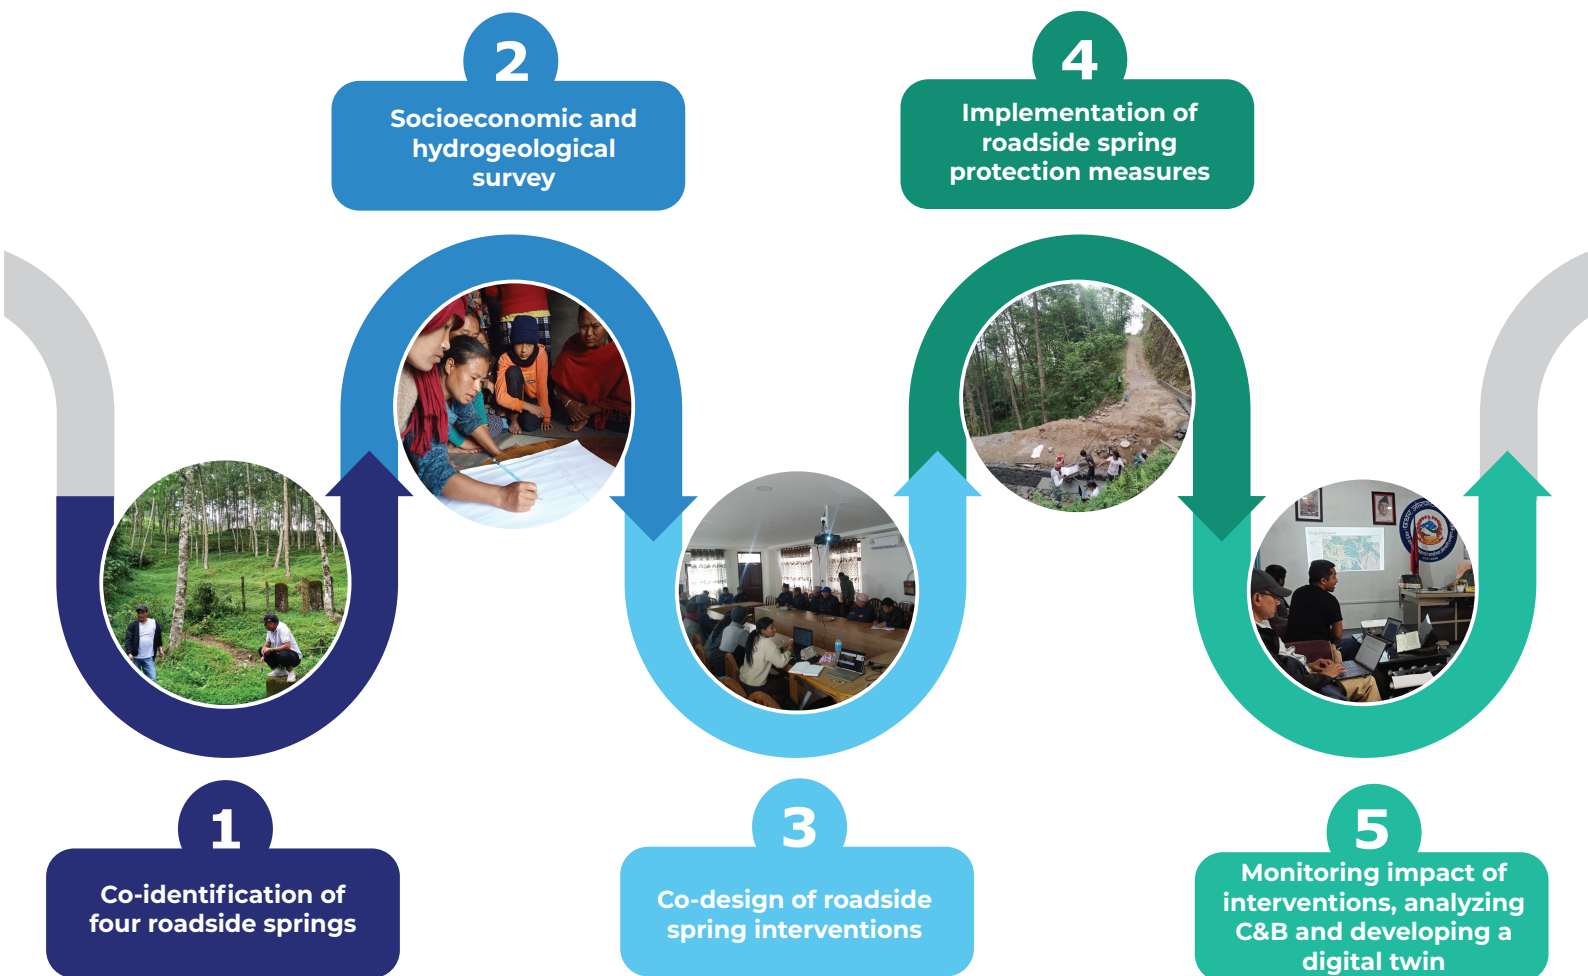 1
Co-identification of
four roadside springs
2
Socioeconomic and
hydrogeological
survey
3
Co-design of roadside
spring interventions
4
Implementation of
roadside spring
protection measures
5
Monitoring impact of
interventions, analyzing
C&B and developing a
digital twin